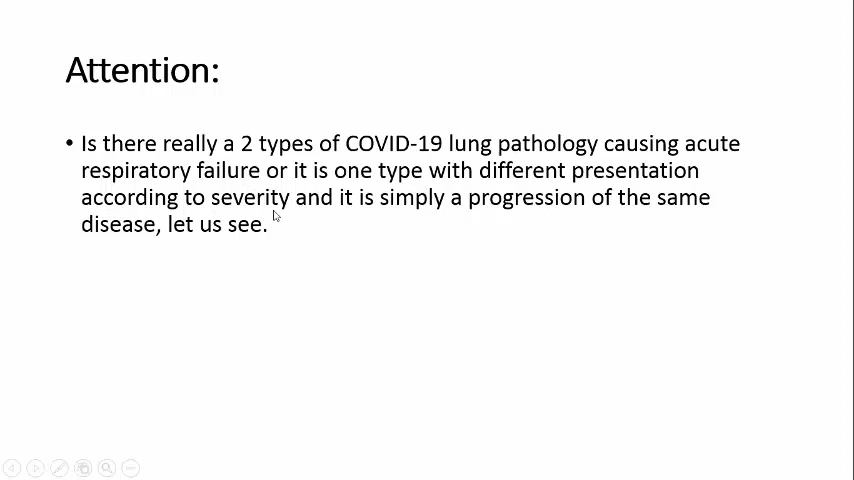 Attention:
• Is there really a 2 types of COVID-19 lung pathology causing acute
respiratory failure or it is one type with different presentation
according to severity and it is simply a progression of the same
disease, let us see.